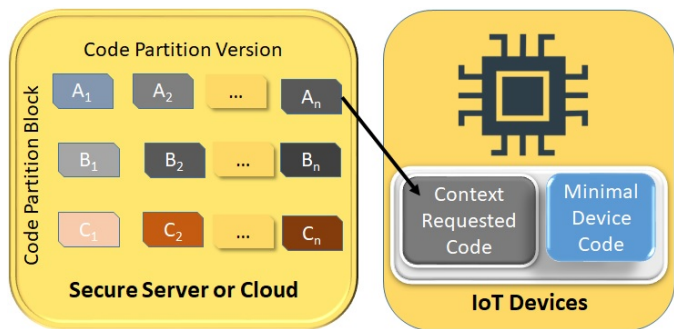 Code Partition Version
Code Partition Block
A1 A2 ... An
B1 B2 ... Bn
C1 C2 ... Cn
Secure Server or Cloud
Context
Requested
Code
Minimal
Device
Code
IoT Devices